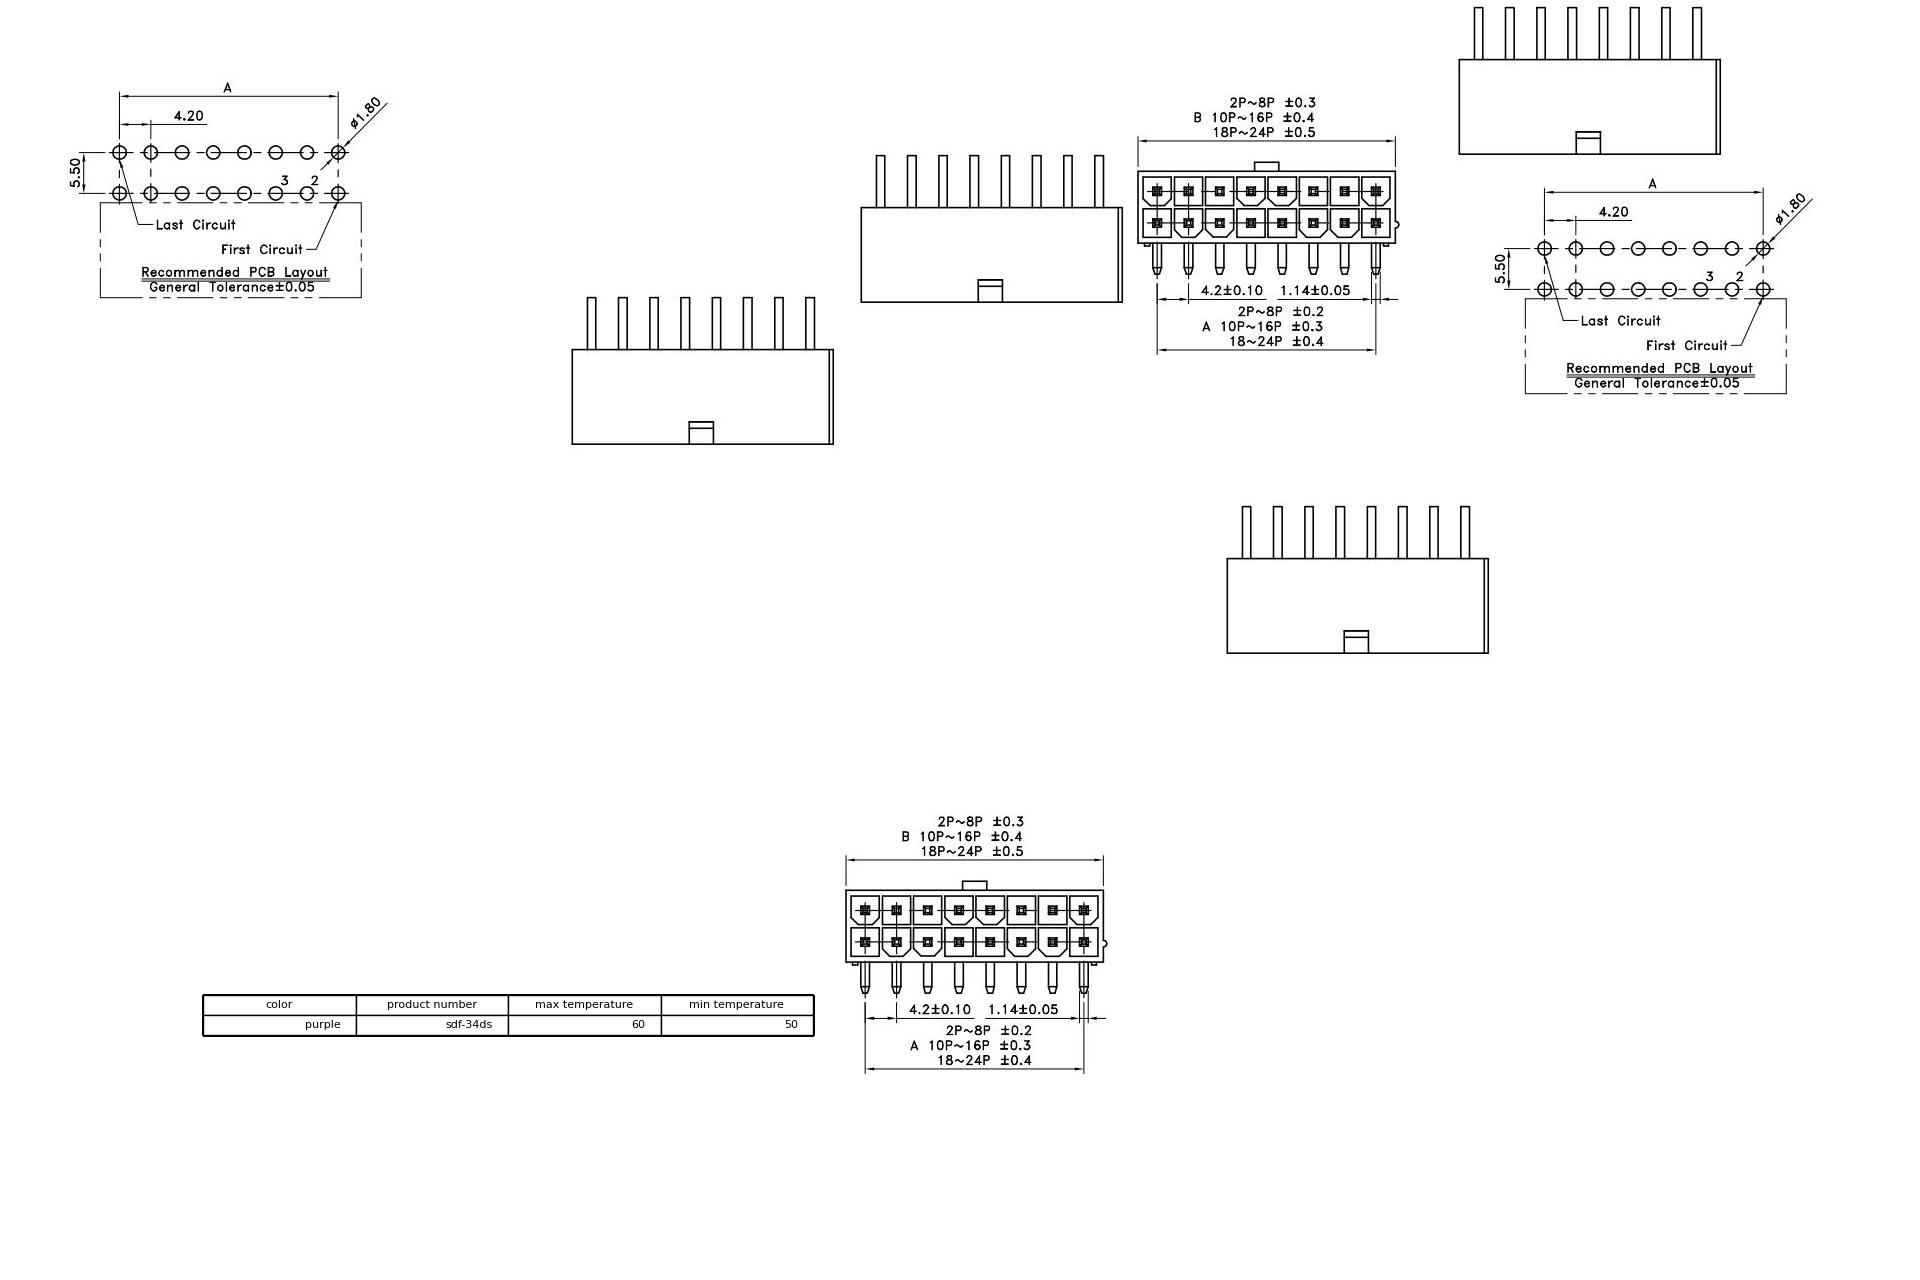 A
4.20
ø1.80
5.50
3 2
Last Circuit
First Circuit
Recommended PCB Layout
General Tolerance±0.05
2P~8P ±0.3
B 10P~16P ±0.4
18P~24P ±0.5
4.2±0.10 1.14±0.05
2P~8P ±0.2
A 10P~16P ±0.3
18~24P ±0.4
A
4.20
ø1.80
5.50
3 2
Last Circuit
First Circuit
Recommended PCB Layout
General Tolerance±0.05
2P~8P ±0.3
B 10P~16P ±0.4
18P~24P ±0.5
4.2±0.10 1.14±0.05
2P~8P ±0.2
A 10P~16P ±0.3
18~24P ±0.4
color product number max temperature min temperature
purple sdf-34ds 60 50